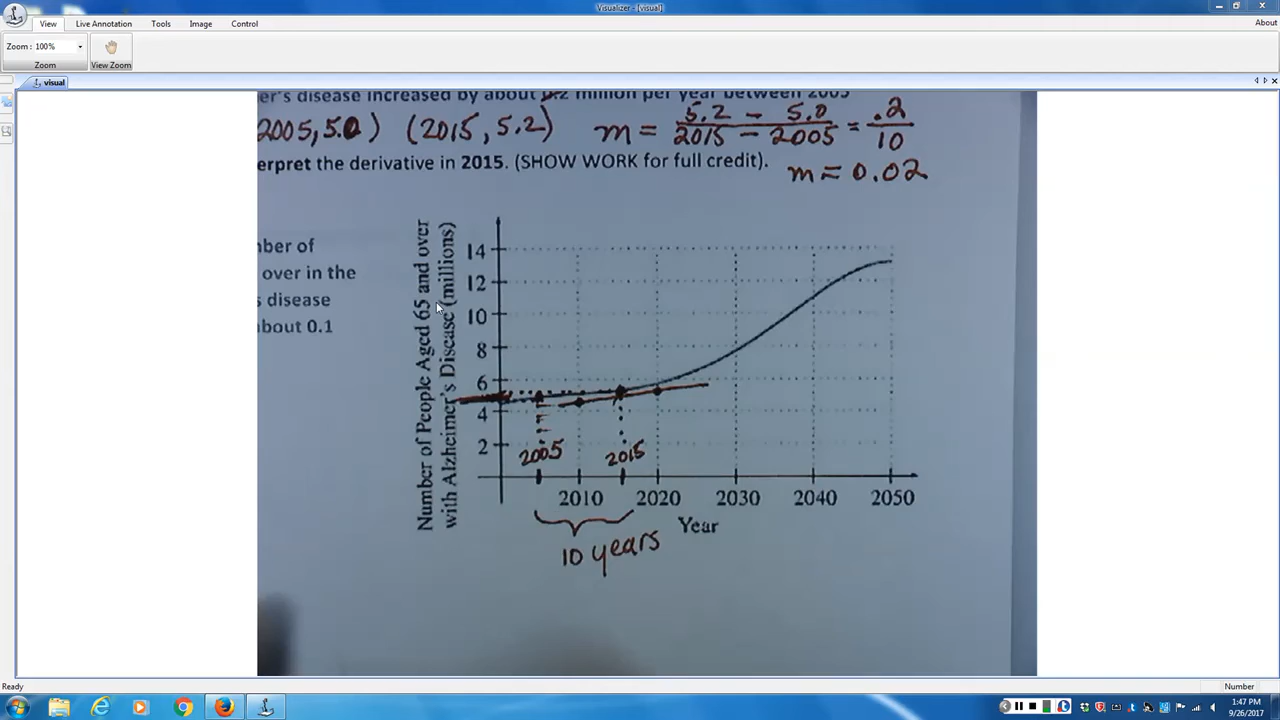 Visualizer - [visual]
View Live Annotation Tools Image Control About
Zoom : 100%
Zoom View Zoom
visual
er's disease increased by about 0.2 million per year between 2005
2005, 5.0 ) (2015, 5.2) m = 5.2 - 5.0 / 2015 - 2005 = .2 / 10
erpret the derivative in 2015. (SHOW WORK for full credit).
m ≈ 0.02
nber of
over in the
s disease
about 0.1
Number of People Aged 65 and over
with Alzheimer's Disease (millions)
14
12
10
8
6
4
2
2005 2015
2010 2020 2030 2040 2050
Year
10 years
Ready Number
1:47 PM
9/26/2017